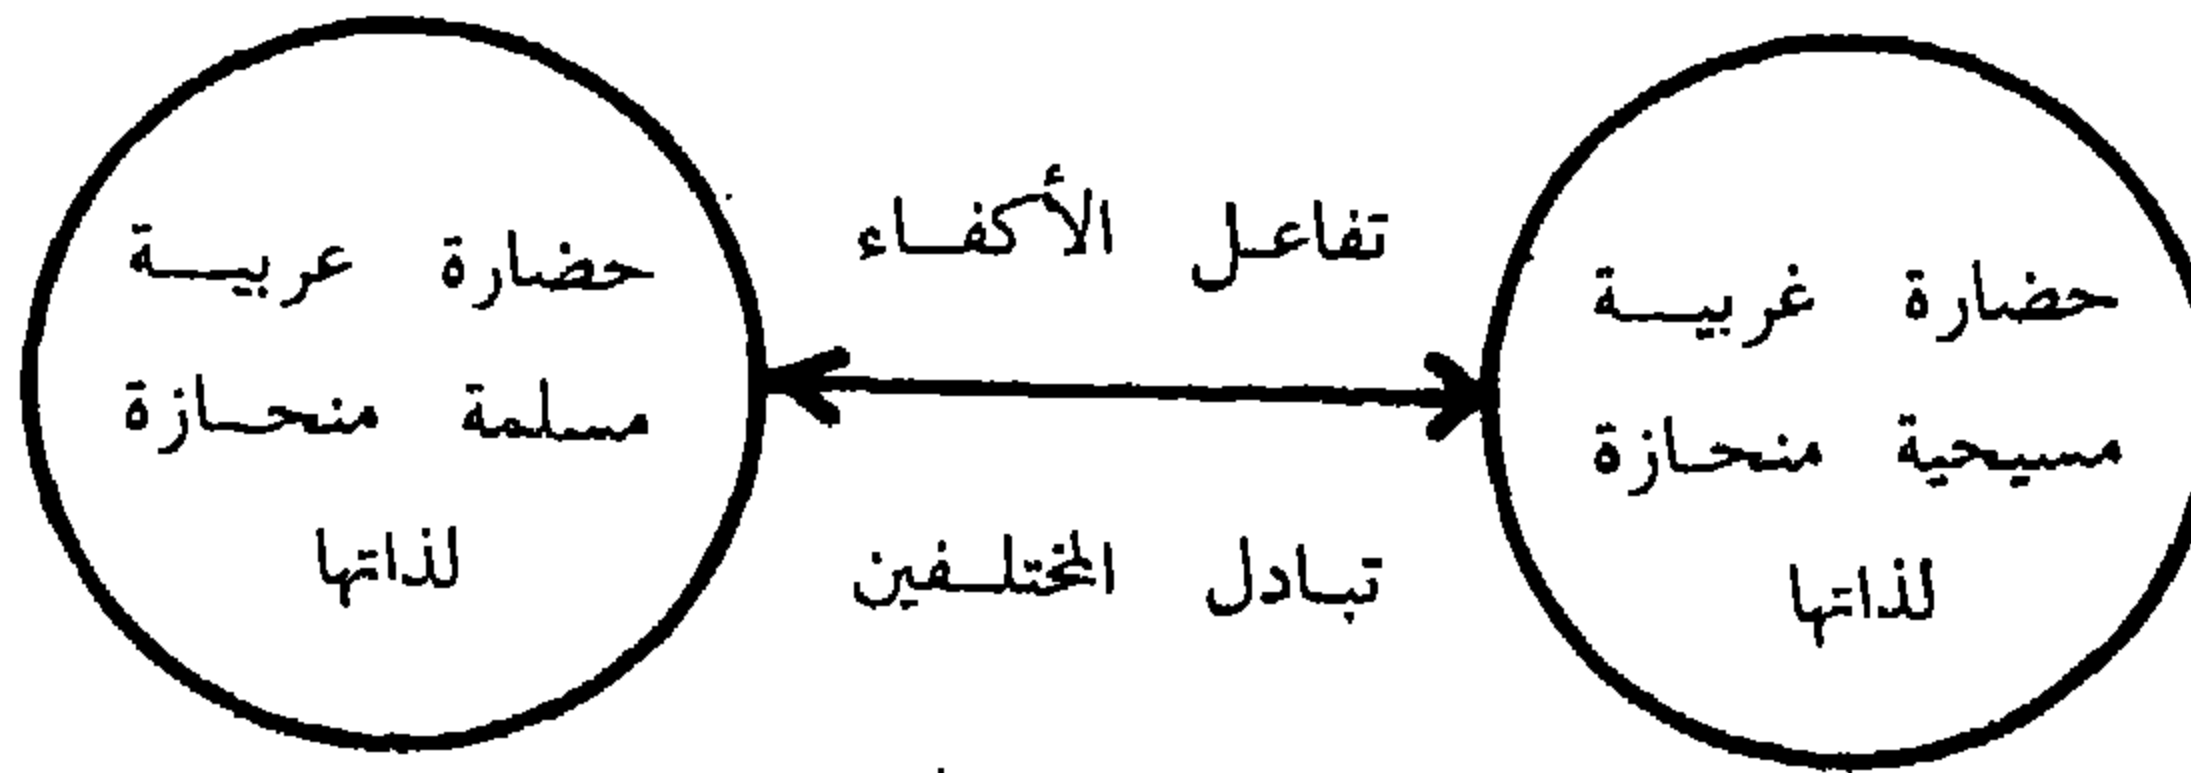 حضارة غربية
مسيحية منحازة
لذاتها
تفاعل الأكفاء
تبادل المختلفين
حضارة عربية
مسلمة منحازة
لذاتها